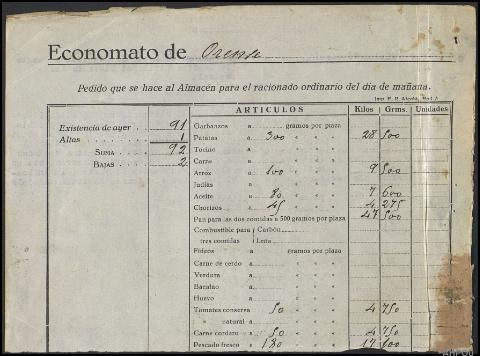 Economato de Orense
Pedido que se hace al Almacén para el racionado ordinario del día de mañana.
ARTICULOS Kilos Grms. Unidades
Existencia de ayer . . . 91
Altas . . . . 1
SUMA . . . 92
BAJAS . . . 2
Garbanzos a gramos por plaza
Patatas a 300 » » » 28 500
Tocino a » » »
Carne a » » »
Arroz a 100 » » » 9 500
Judías a » » »
Aceite a 80 » » » 7 600
Chorizos a 45 » » » 4 275
Pan para las dos comidas a 500 gramos por plaza 47 500
Combustible para tres comidas Carbón
Leña
Fideos a gramos por plaza
Carne de cerdo a » » »
Verdura a » » »
Bacalao a » » »
Huevo a » » »
Tomates conserva 50 » » » 4 750
» natural a » » »
Carne cordero a 50 » » » 4 750
Pescado fresco a 180 » » » 17 600
AHPOU